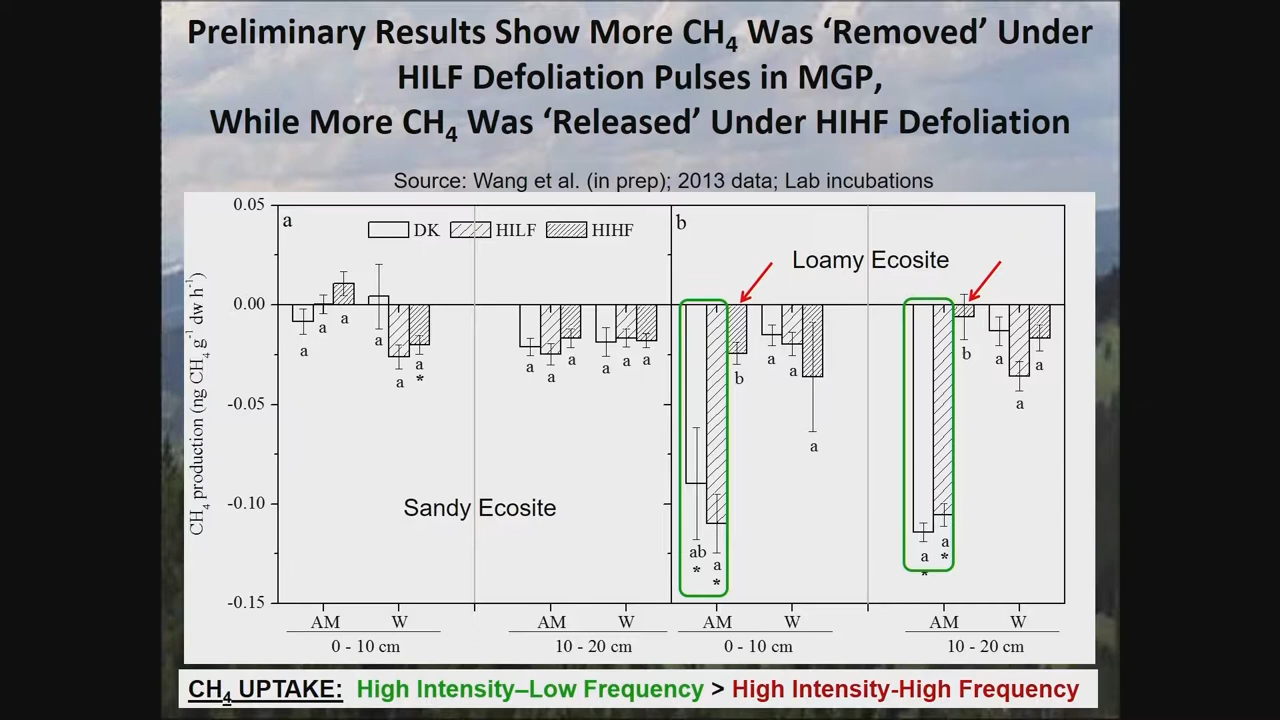 Preliminary Results Show More CH4 Was ‘Removed’ Under
HILF Defoliation Pulses in MGP,
While More CH4 Was ‘Released’ Under HIHF Defoliation
Source: Wang et al. (in prep); 2013 data; Lab incubations
CH4 production (ng CH4 g-1 dw h-1)
0.05
0.00
-0.05
-0.10
-0.15
a
DK HILF HIHF
a a a a a a *
a a a a a a
Sandy Ecosite
b
Loamy Ecosite
ab * a * b a a a
a * a * b a a a
AM W AM W AM W AM W
0 - 10 cm 10 - 20 cm 0 - 10 cm 10 - 20 cm
CH4 UPTAKE: High Intensity–Low Frequency > High Intensity-High Frequency